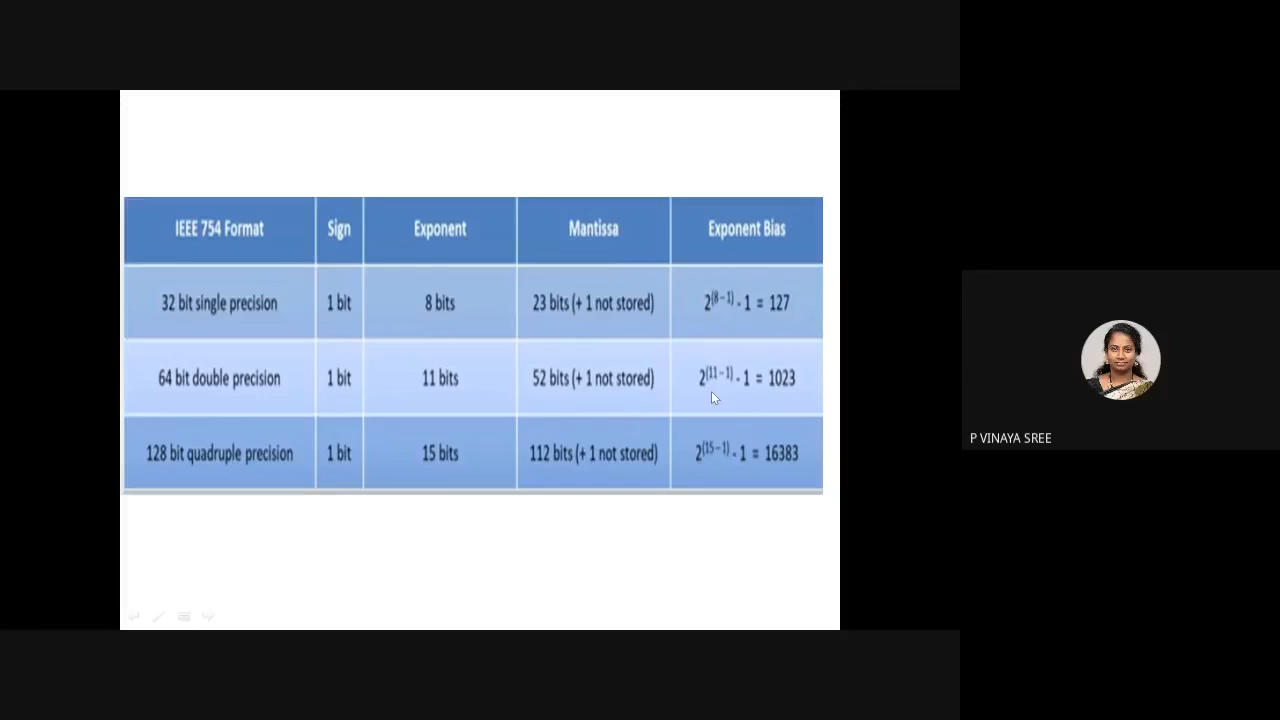 IEEE 754 Format Sign Exponent Mantissa Exponent Bias
32 bit single precision 1 bit 8 bits 23 bits (+ 1 not stored) 2^(8-1) - 1 = 127
64 bit double precision 1 bit 11 bits 52 bits (+ 1 not stored) 2^(11-1) - 1 = 1023
128 bit quadruple precision 1 bit 15 bits 112 bits (+ 1 not stored) 2^(15-1) - 1 = 16383
P VINAYA SREE